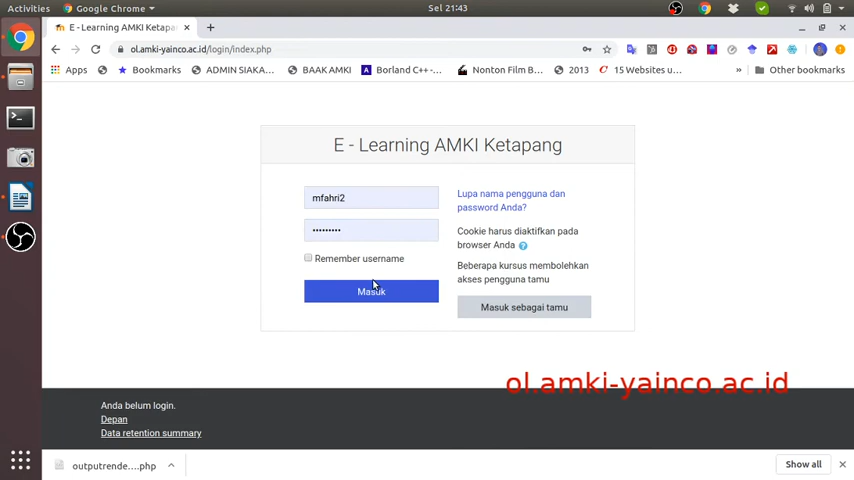 Activities
Google Chrome
Sel 21:43
E - Learning AMKI Ketapa
ol.amki-yainco.ac.id/login/index.php
Apps
Bookmarks
ADMIN SIAKA...
BAAK AMKI
Borland C++ -...
Nonton Film B...
2013
15 Websites u...
»
Other bookmarks
E - Learning AMKI Ketapang
mfahri2
•••••••••
Remember username
Masuk
Lupa nama pengguna dan
password Anda?
Cookie harus diaktifkan pada
browser Anda
Beberapa kursus membolehkan
akses pengguna tamu
Masuk sebagai tamu
ol.amki-yainco.ac.id
Anda belum login.
Depan
Data retention summary
outputrende....php
Show all